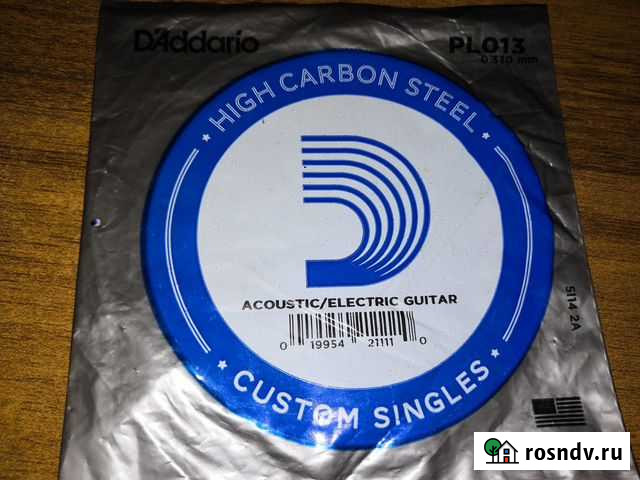 D'Addario
PL013
0.330 mm
HIGH CARBON STEEL
ACOUSTIC/ELECTRIC GUITAR
0 19954 21111 0
CUSTOM SINGLES
5114 2A
rosndv.ru